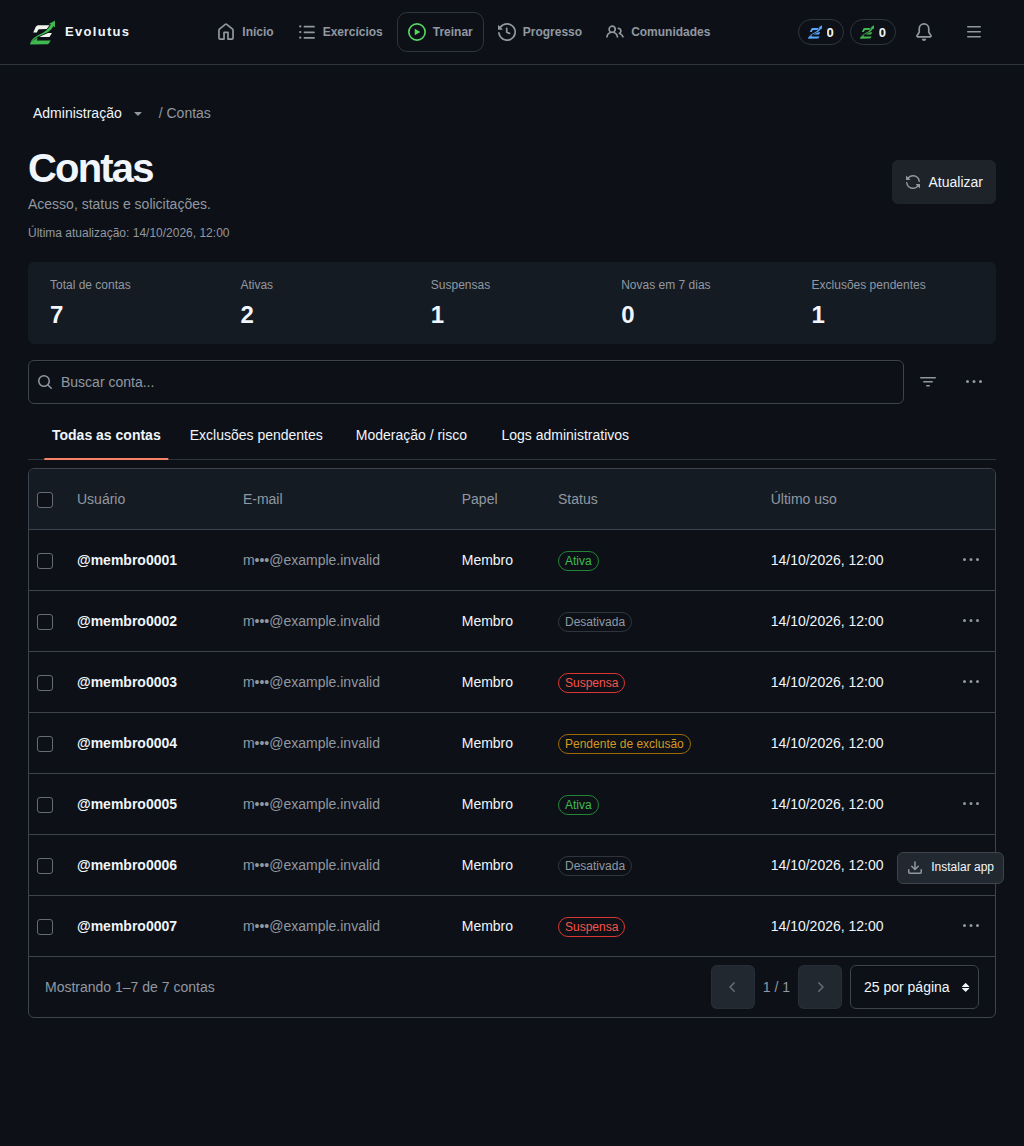 Evolutus
Início
Exercícios
Treinar
Progresso
Comunidades
0
0
Administração
/ Contas
Contas
Acesso, status e solicitações.
Última atualização: 14/10/2026, 12:00
Atualizar
Total de contas
Ativas
Suspensas
Novas em 7 dias
Exclusões pendentes
7
2
1
0
1
Buscar conta...
Todas as contas
Exclusões pendentes
Moderação / risco
Logs administrativos
Usuário E-mail Papel Status Último uso
@membro0001 m•••@example.invalid Membro Ativa 14/10/2026, 12:00
@membro0002 m•••@example.invalid Membro Desativada 14/10/2026, 12:00
@membro0003 m•••@example.invalid Membro Suspensa 14/10/2026, 12:00
@membro0004 m•••@example.invalid Membro Pendente de exclusão 14/10/2026, 12:00
@membro0005 m•••@example.invalid Membro Ativa 14/10/2026, 12:00
@membro0006 m•••@example.invalid Membro Desativada 14/10/2026, 12:00
Instalar app
@membro0007 m•••@example.invalid Membro Suspensa 14/10/2026, 12:00
Mostrando 1–7 de 7 contas
1 / 1
25 por página